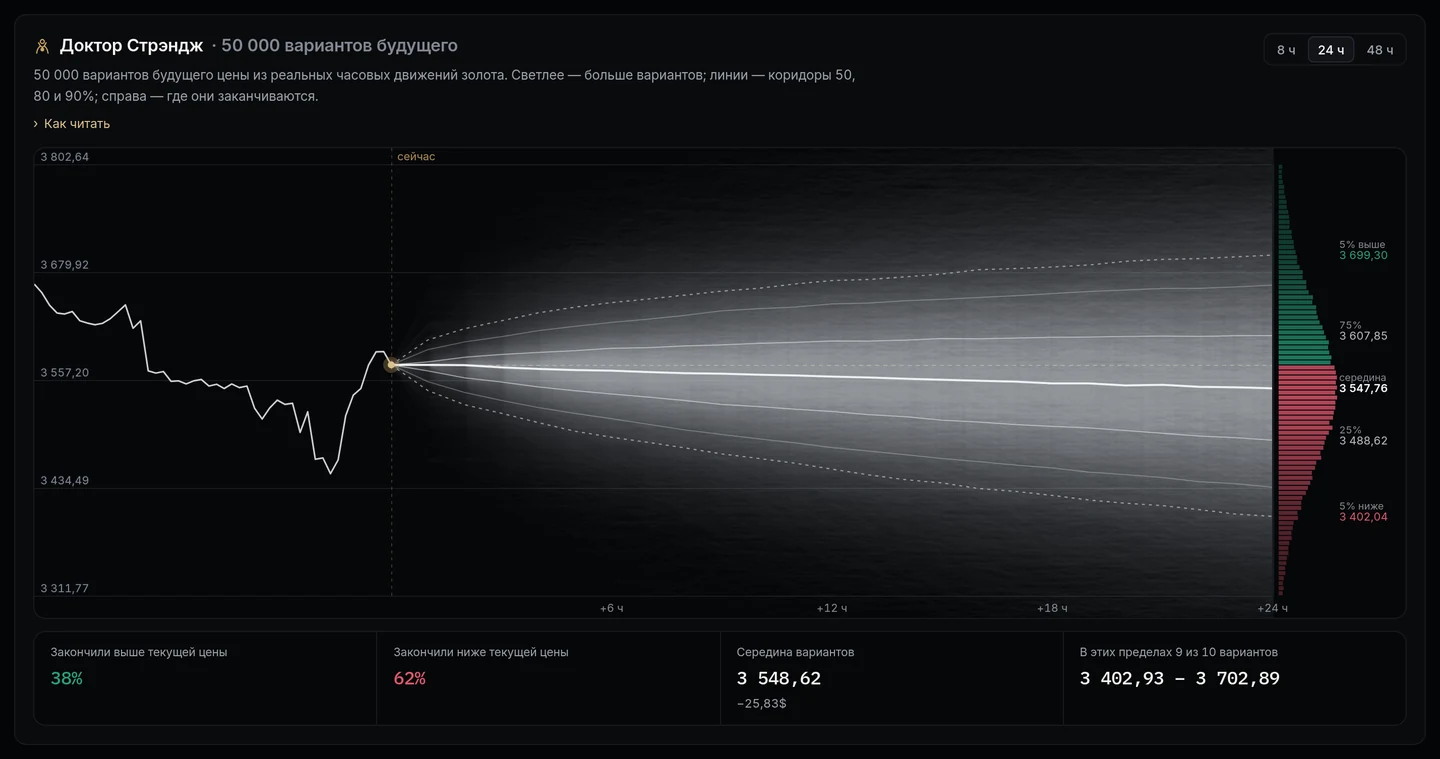 Доктор Стрэндж · 50 000 вариантов будущего
8 ч 24 ч 48 ч
50 000 вариантов будущего цены из реальных часовых движений золота. Светлее — больше вариантов; линии — коридоры 50,
80 и 90%; справа — где они заканчиваются.
› Как читать
3 802,64
сейчас
3 679,92
3 557,20
3 434,49
3 311,77
+6 ч
+12 ч
+18 ч
+24 ч
5% выше
3 699,30
75%
3 607,85
середина
3 547,76
25%
3 488,62
5% ниже
3 402,04
Закончили выше текущей цены
38%
Закончили ниже текущей цены
62%
Середина вариантов
3 548,62
−25,83$
В этих пределах 9 из 10 вариантов
3 402,93 – 3 702,89